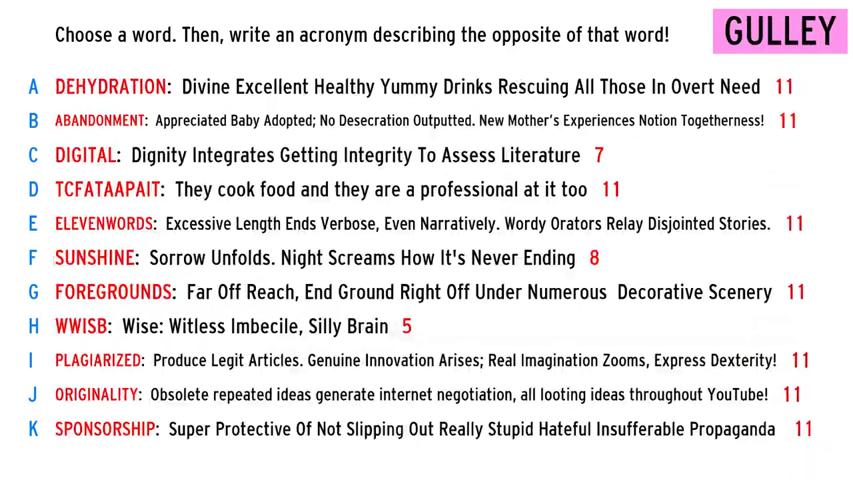 Choose a word. Then, write an acronym describing the opposite of that word!
GULLEY
A DEHYDRATION: Divine Excellent Healthy Yummy Drinks Rescuing All Those In Overt Need 11
B ABANDONMENT: Appreciated Baby Adopted; No Desecration Outputted. New Mother's Experiences Notion Togetherness! 11
C DIGITAL: Dignity Integrates Getting Integrity To Assess Literature 7
D TCFATAAPAIT: They cook food and they are a professional at it too 11
E ELEVENWORDS: Excessive Length Ends Verbose, Even Narratively. Wordy Orators Relay Disjointed Stories. 11
F SUNSHINE: Sorrow Unfolds. Night Screams How It's Never Ending 8
G FOREGROUNDS: Far Off Reach, End Ground Right Off Under Numerous Decorative Scenery 11
H WWISB: Wise: Witless Imbecile, Silly Brain 5
I PLAGIARIZED: Produce Legit Articles. Genuine Innovation Arises; Real Imagination Zooms, Express Dexterity! 11
J ORIGINALITY: Obsolete repeated ideas generate internet negotiation, all looting ideas throughout YouTube! 11
K SPONSORSHIP: Super Protective Of Not Slipping Out Really Stupid Hateful Insufferable Propaganda 11